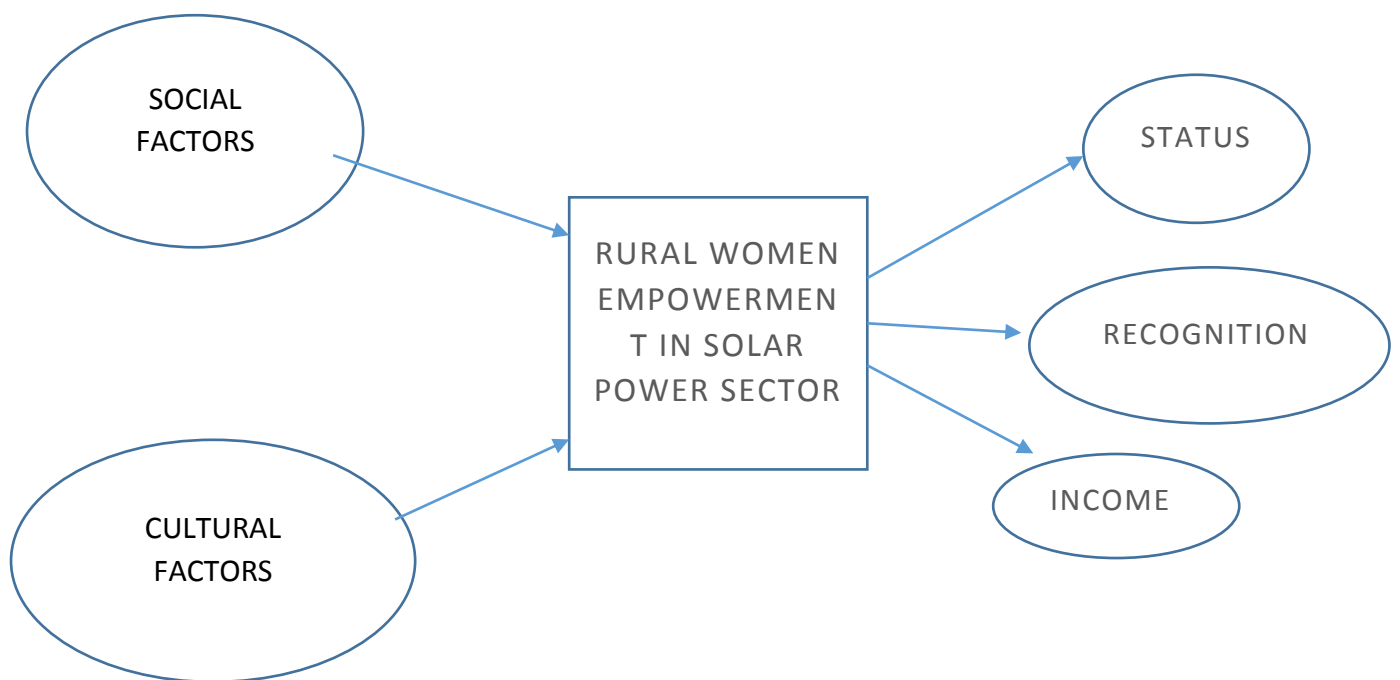 SOCIAL
FACTORS
CULTURAL
FACTORS
RURAL WOMEN
EMPOWERMEN
T IN SOLAR
POWER SECTOR
STATUS
RECOGNITION
INCOME